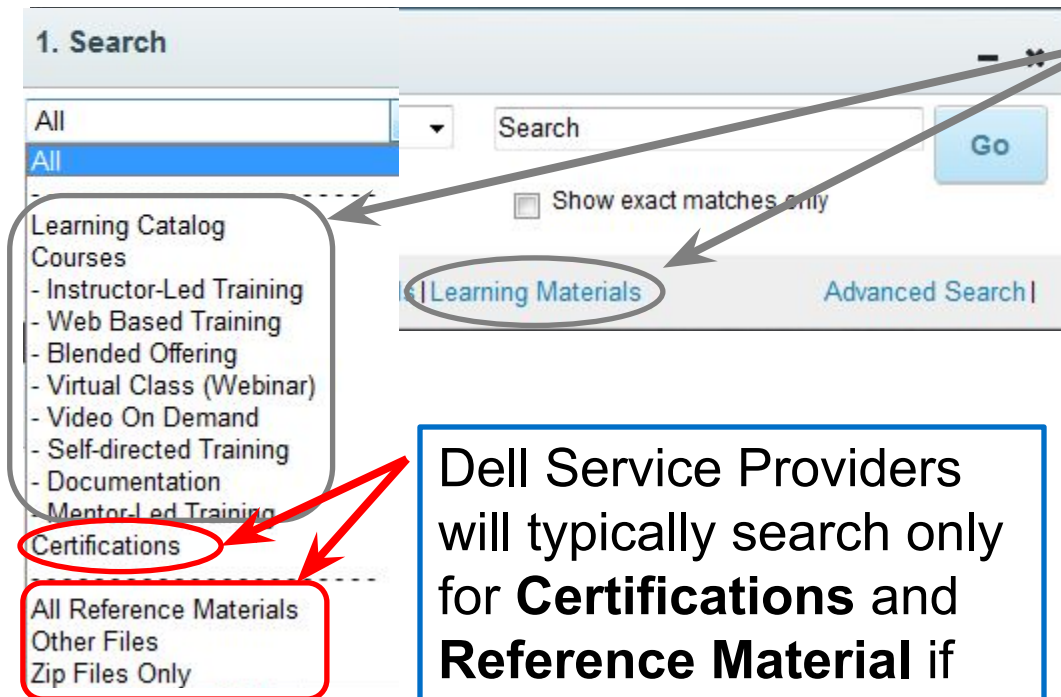 1. Search
All
Search
Go
All
Show exact matches only
Learning Catalog
Courses
- Instructor-Led Training
- Web Based Training
- Blended Offering
- Virtual Class (Webinar)
- Video On Demand
- Self-directed Training
- Documentation
- Mentor-Led Training
Certifications
All Reference Materials
Other Files
Zip Files Only
s | Learning Materials
Advanced Search |
Dell Service Providers
will typically search only
for Certifications and
Reference Material if